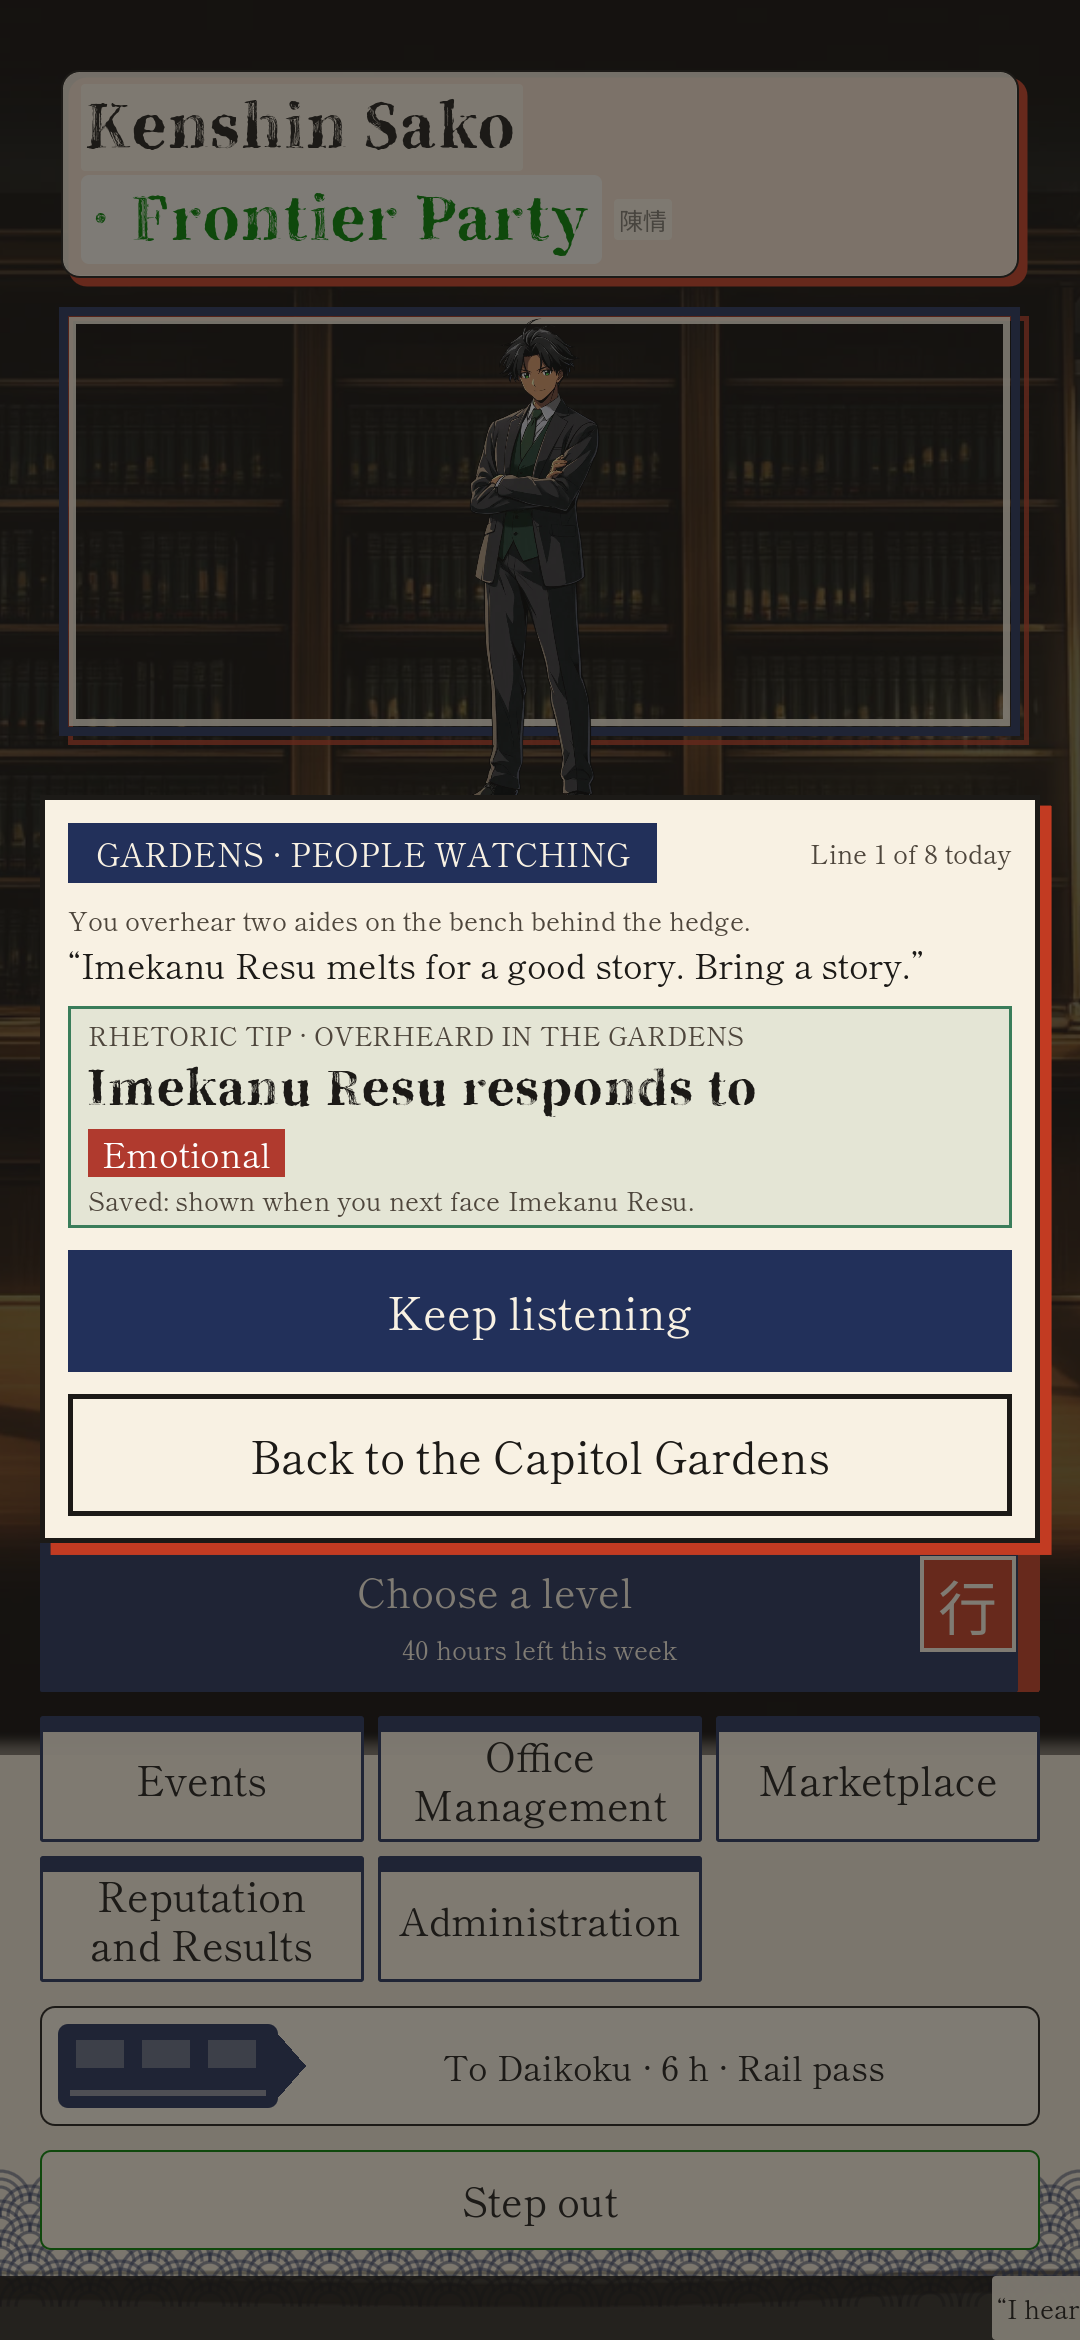 Kenshin Sako
· Frontier Party 陳情
GARDENS · PEOPLE WATCHING
Line 1 of 8 today
You overhear two aides on the bench behind the hedge.
“Imekanu Resu melts for a good story. Bring a story.”
RHETORIC TIP · OVERHEARD IN THE GARDENS
Imekanu Resu responds to
Emotional
Saved: shown when you next face Imekanu Resu.
Keep listening
Back to the Capitol Gardens
Choose a level
行
40 hours left this week
Events
Office
Management
Marketplace
Reputation
and Results
Administration
To Daikoku · 6 h · Rail pass
Step out
“I hear